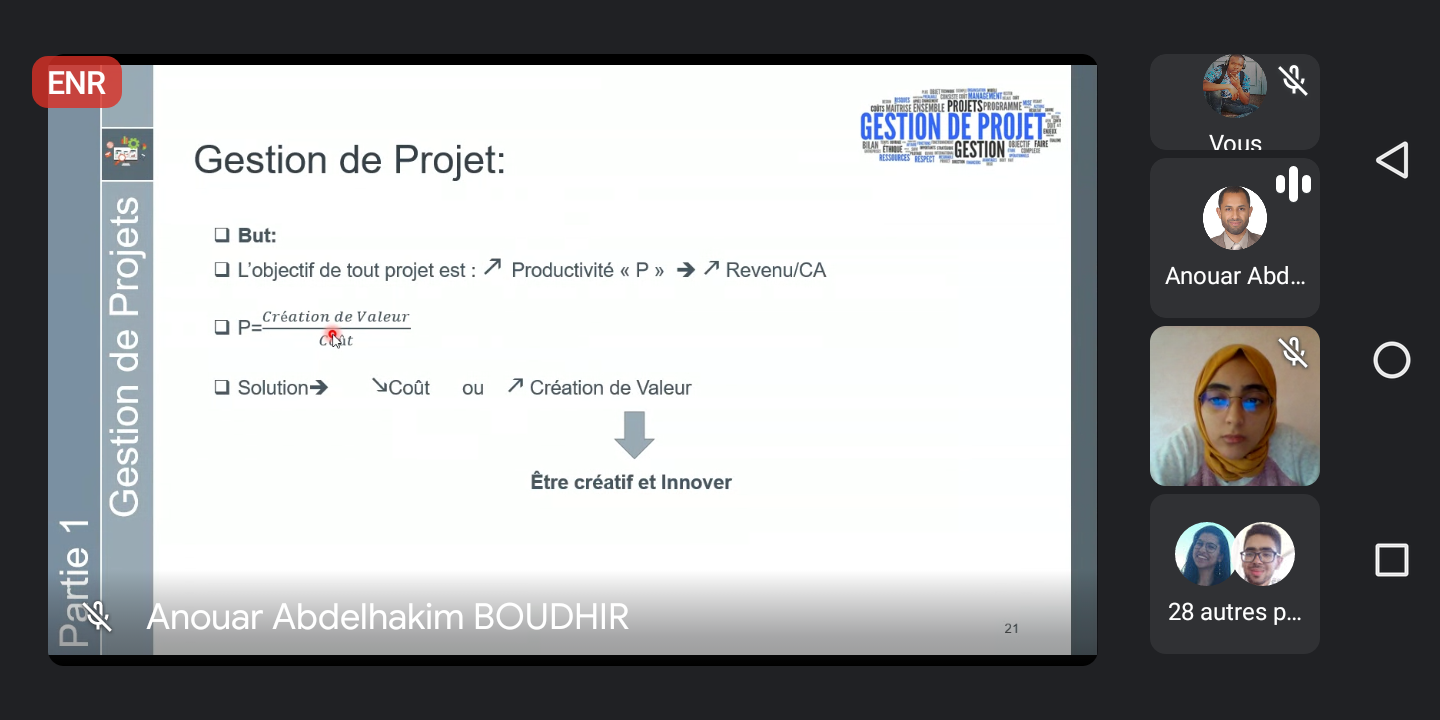 ENR
Partie 1
Gestion de Projets
Gestion de Projet:
COÛTS MAITRISE ENSEMBLE PROJETS PROGRAMME
MANAGEMENT
GESTION DE PROJET
BILAN
ÉTHIQUE
GESTION
OBJECTIF FAIRE
RESSOURCES
RESPECT
❑ But:
❑ L’objectif de tout projet est : ↗ Productivité « P » ➔ ↗ Revenu/CA
❑ P=Création de Valeur
Coût
❑ Solution➔ ↘Coût ou ↗ Création de Valeur
Être créatif et Innover
Anouar Abdelhakim BOUDHIR
21
Vous
Anouar Abd...
28 autres p...